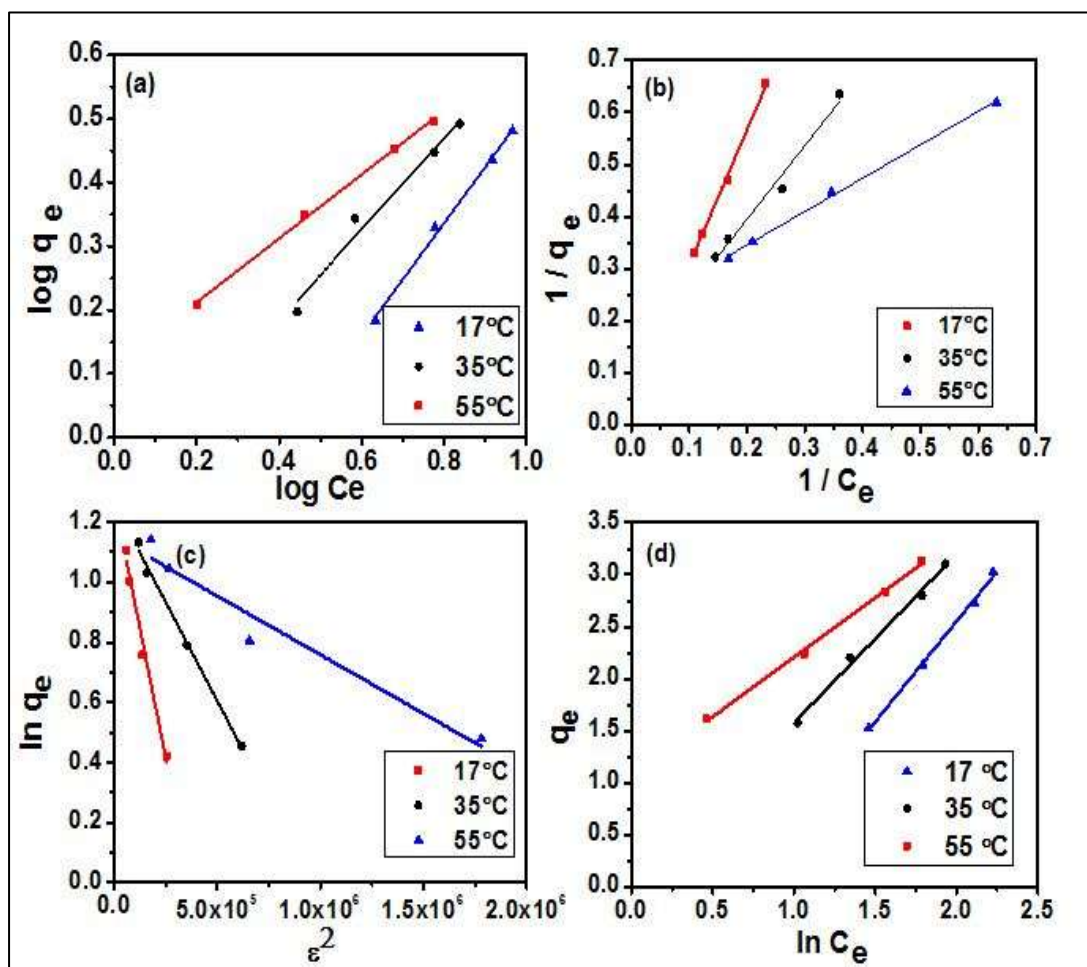 (a)
log q e
0.6
0.5
0.4
0.3
0.2
0.1
0.0
0.0 0.2 0.4 0.6 0.8 1.0
log Ce
17°C
35°C
55°C
(b)
1 / q e
0.7
0.6
0.5
0.4
0.3
0.2
0.1
0.0
0.0 0.1 0.2 0.3 0.4 0.5 0.6 0.7
1 / C e
17°C
35°C
55°C
(c)
ln q e
1.2
1.0
0.8
0.6
0.4
0.2
0.0
0.0 5.0x10⁵ 1.0x10⁶ 1.5x10⁶ 2.0x10⁶
ε²
17°C
35°C
55°C
(d)
q e
3.5
3.0
2.5
2.0
1.5
1.0
0.5
0.0
0.0 0.5 1.0 1.5 2.0 2.5
ln C e
17 °C
35 °C
55 °C